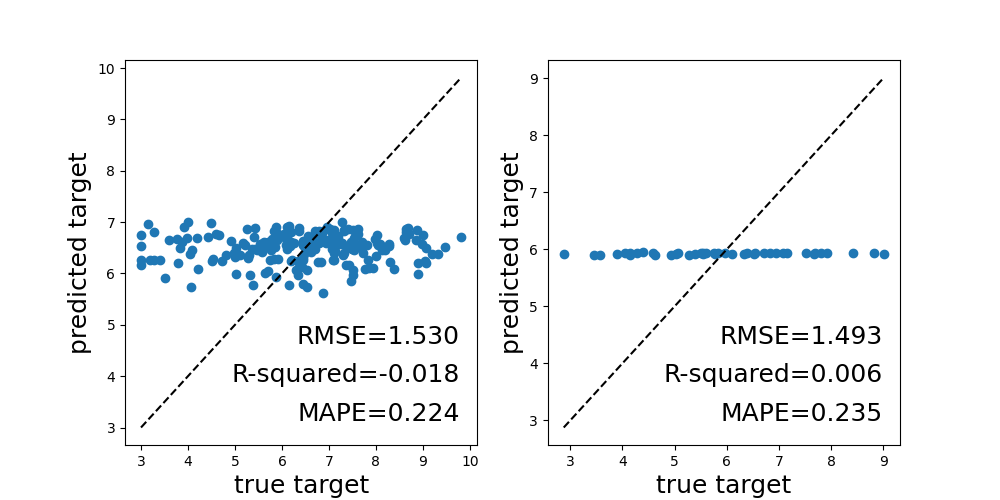 10
9
8
7
6
5
4
3
predicted target
RMSE=1.530
R-squared=-0.018
MAPE=0.224
3 4 5 6 7 8 9 10
true target
9
8
7
6
5
4
3
predicted target
RMSE=1.493
R-squared=0.006
MAPE=0.235
3 4 5 6 7 8 9
true target